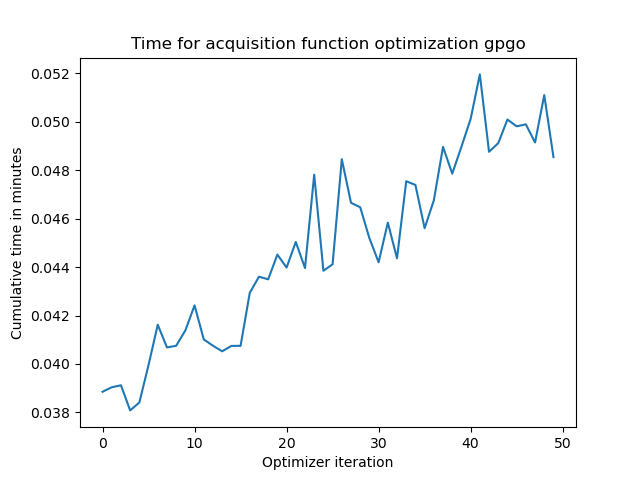 Time for acquisition function optimization gpgo
0.052
0.050
0.048
0.046
0.044
0.042
0.040
0.038
Cumulative time in minutes
0 10 20 30 40 50
Optimizer iteration